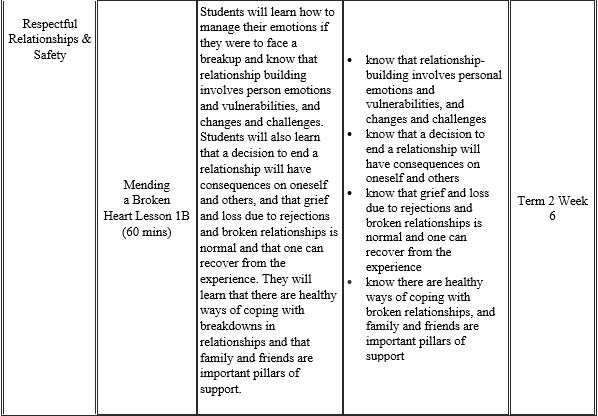 Respectful
Relationships &
Safety
Mending
a Broken
Heart Lesson 1B
(60 mins)
Students will learn how to
manage their emotions if
they were to face a
breakup and know that
relationship building
involves person emotions
and vulnerabilities, and
changes and challenges.
Students will also learn
that a decision to end a
relationship will have
consequences on oneself
and others, and that grief
and loss due to rejections
and broken relationships is
normal and that one can
recover from the
experience. They will
learn that there are healthy
ways of coping with
breakdowns in
relationships and that
family and friends are
important pillars of
support.
• know that relationship-
building involves personal
emotions and
vulnerabilities, and
changes and challenges
• know that a decision to
end a relationship will
have consequences on
oneself and others
• know that grief and loss
due to rejections and
broken relationships is
normal and one can
recover from the
experience
• know there are healthy
ways of coping with
broken relationships, and
family and friends are
important pillars of
support
Term 2 Week
6